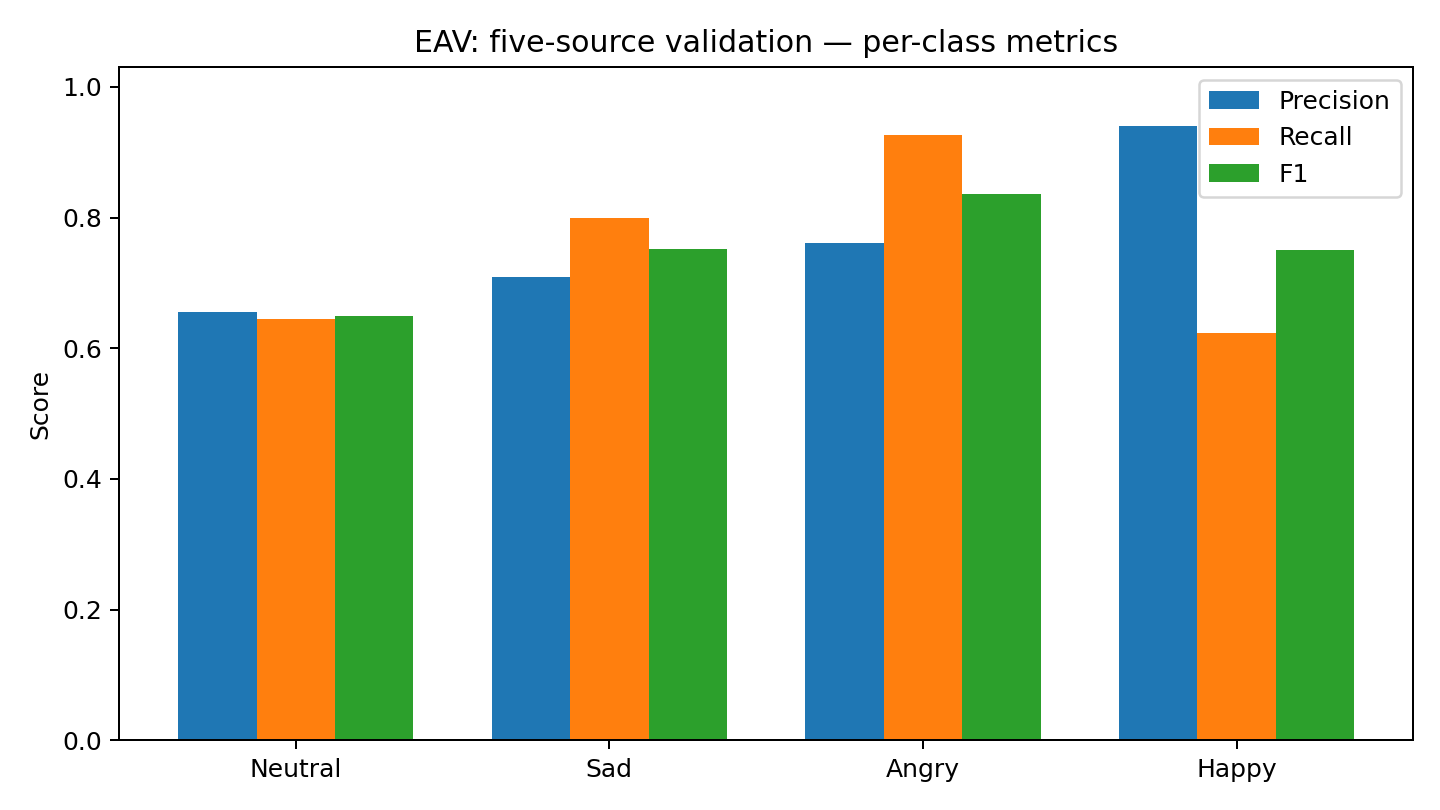 EAV: five-source validation — per-class metrics
1.0
0.8
0.6
0.4
0.2
0.0
Score
Precision
Recall
F1
Neutral Sad Angry Happy